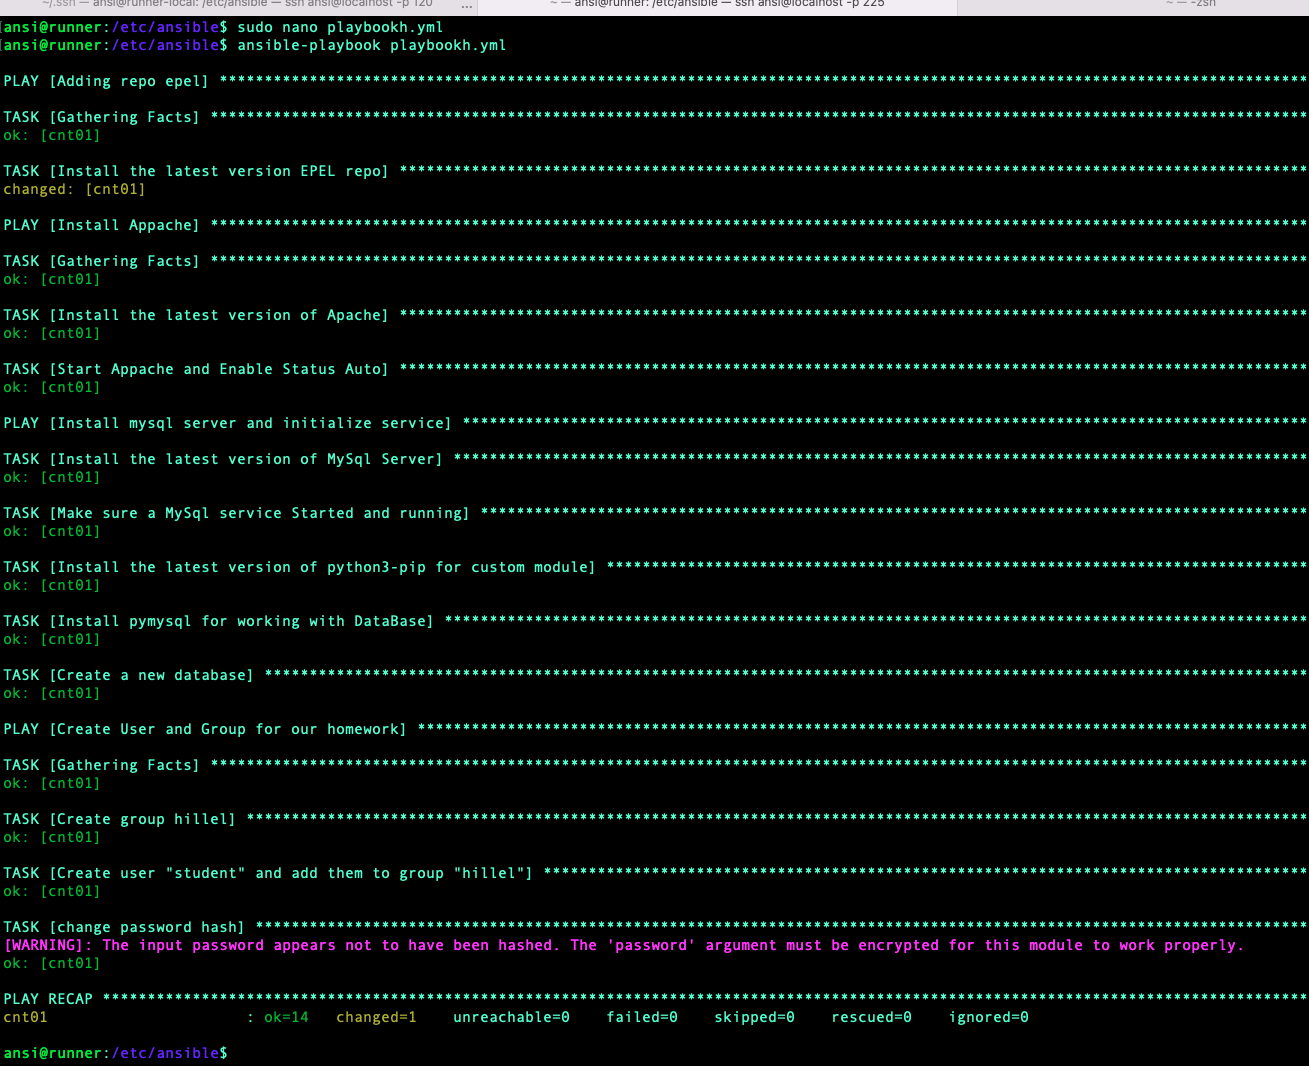 ~/.ssh — ansi@runner-local: /etc/ansible — ssh ansi@localhost -p 120 ... ~ — ansi@runner: /etc/ansible — ssh ansi@localhost -p 225 ~ — -zsh
[ansi@runner:/etc/ansible$ sudo nano playbookh.yml
[ansi@runner:/etc/ansible$ ansible-playbook playbookh.yml
PLAY [Adding repo epel] *************************************************************************************************************************
TASK [Gathering Facts] **************************************************************************************************************************
ok: [cnt01]
TASK [Install the latest version EPEL repo] *****************************************************************************************************
changed: [cnt01]
PLAY [Install Appache] **************************************************************************************************************************
TASK [Gathering Facts] **************************************************************************************************************************
ok: [cnt01]
TASK [Install the latest version of Apache] *****************************************************************************************************
ok: [cnt01]
TASK [Start Appache and Enable Status Auto] *****************************************************************************************************
ok: [cnt01]
PLAY [Install mysql server and initialize service] **********************************************************************************************
TASK [Install the latest version of MySql Server] ***********************************************************************************************
ok: [cnt01]
TASK [Make sure a MySql service Started and running] ********************************************************************************************
ok: [cnt01]
TASK [Install the latest version of python3-pip for custom module] ******************************************************************************
ok: [cnt01]
TASK [Install pymysql for working with DataBase] ************************************************************************************************
ok: [cnt01]
TASK [Create a new database] ********************************************************************************************************************
ok: [cnt01]
PLAY [Create User and Group for our homework] ***************************************************************************************************
TASK [Gathering Facts] **************************************************************************************************************************
ok: [cnt01]
TASK [Create group hillel] **********************************************************************************************************************
ok: [cnt01]
TASK [Create user "student" and add them to group "hillel"] *************************************************************************************
ok: [cnt01]
TASK [change password hash] *********************************************************************************************************************
[WARNING]: The input password appears not to have been hashed. The 'password' argument must be encrypted for this module to work properly.
ok: [cnt01]
PLAY RECAP **************************************************************************************************************************************
cnt01 : ok=14 changed=1 unreachable=0 failed=0 skipped=0 rescued=0 ignored=0
ansi@runner:/etc/ansible$